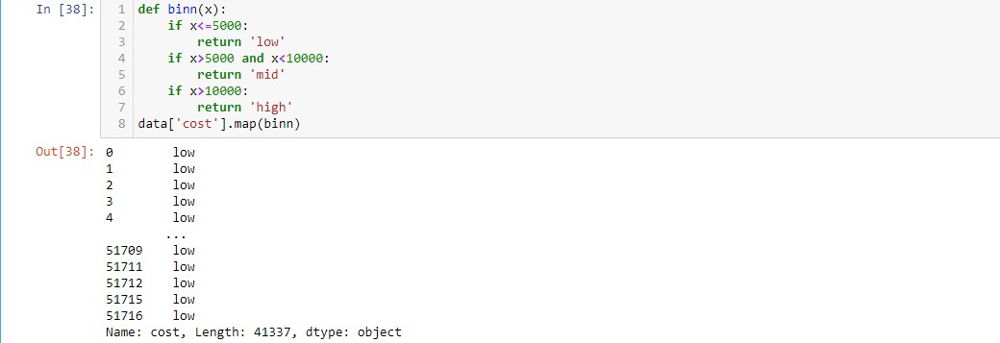 In [38]:
1 def binn(x):
2     if x<=5000:
3         return 'low'
4     if x>5000 and x<10000:
5         return 'mid'
6     if x>10000:
7         return 'high'
8 data['cost'].map(binn)
Out[38]:
0        low
1        low
2        low
3        low
4        low
        ...
51709    low
51711    low
51712    low
51715    low
51716    low
Name: cost, Length: 41337, dtype: object